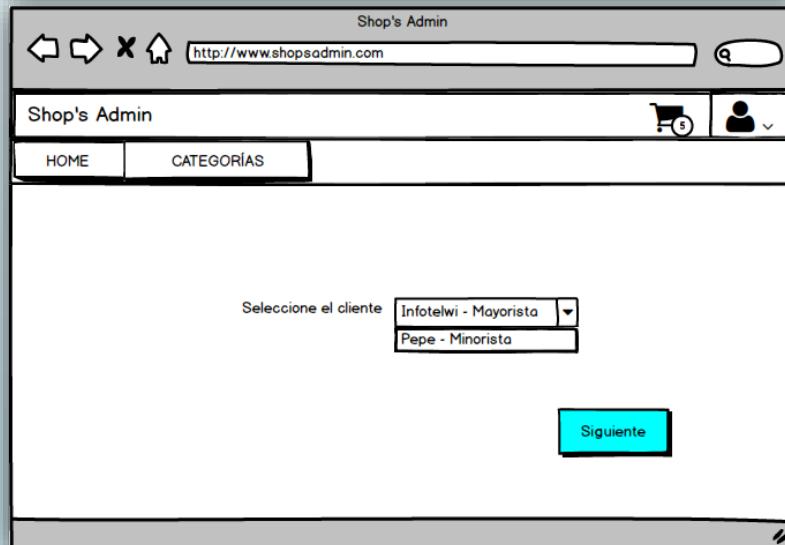 Shop's Admin
http://www.shopsadmin.com
Shop's Admin
5
HOME
CATEGORÍAS
Seleccione el cliente
Infotelwi - Mayorista
Pepe - Minorista
Siguiente